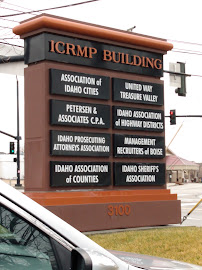 ICRMP BUILDING
ASSOCIATION of
IDAHO CITIES
UNITED WAY
TREASURE VALLEY
PETERSEN &
ASSOCIATES C.P.A.
IDAHO ASSOCIATION
of HIGHWAY DISTRICTS
IDAHO PROSECUTING
ATTORNEYS ASSOCIATION
MANAGEMENT
RECRUITERS of BOISE
IDAHO ASSOCIATION
of COUNTIES
IDAHO SHERIFF'S
ASSOCIATION
3100